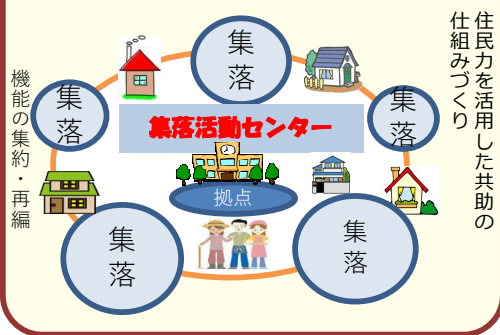 住民力を活用した共助の
仕組みづくり
集落
集落
集落
集落活動センター
拠点
集落
集落
機能の集約・再編